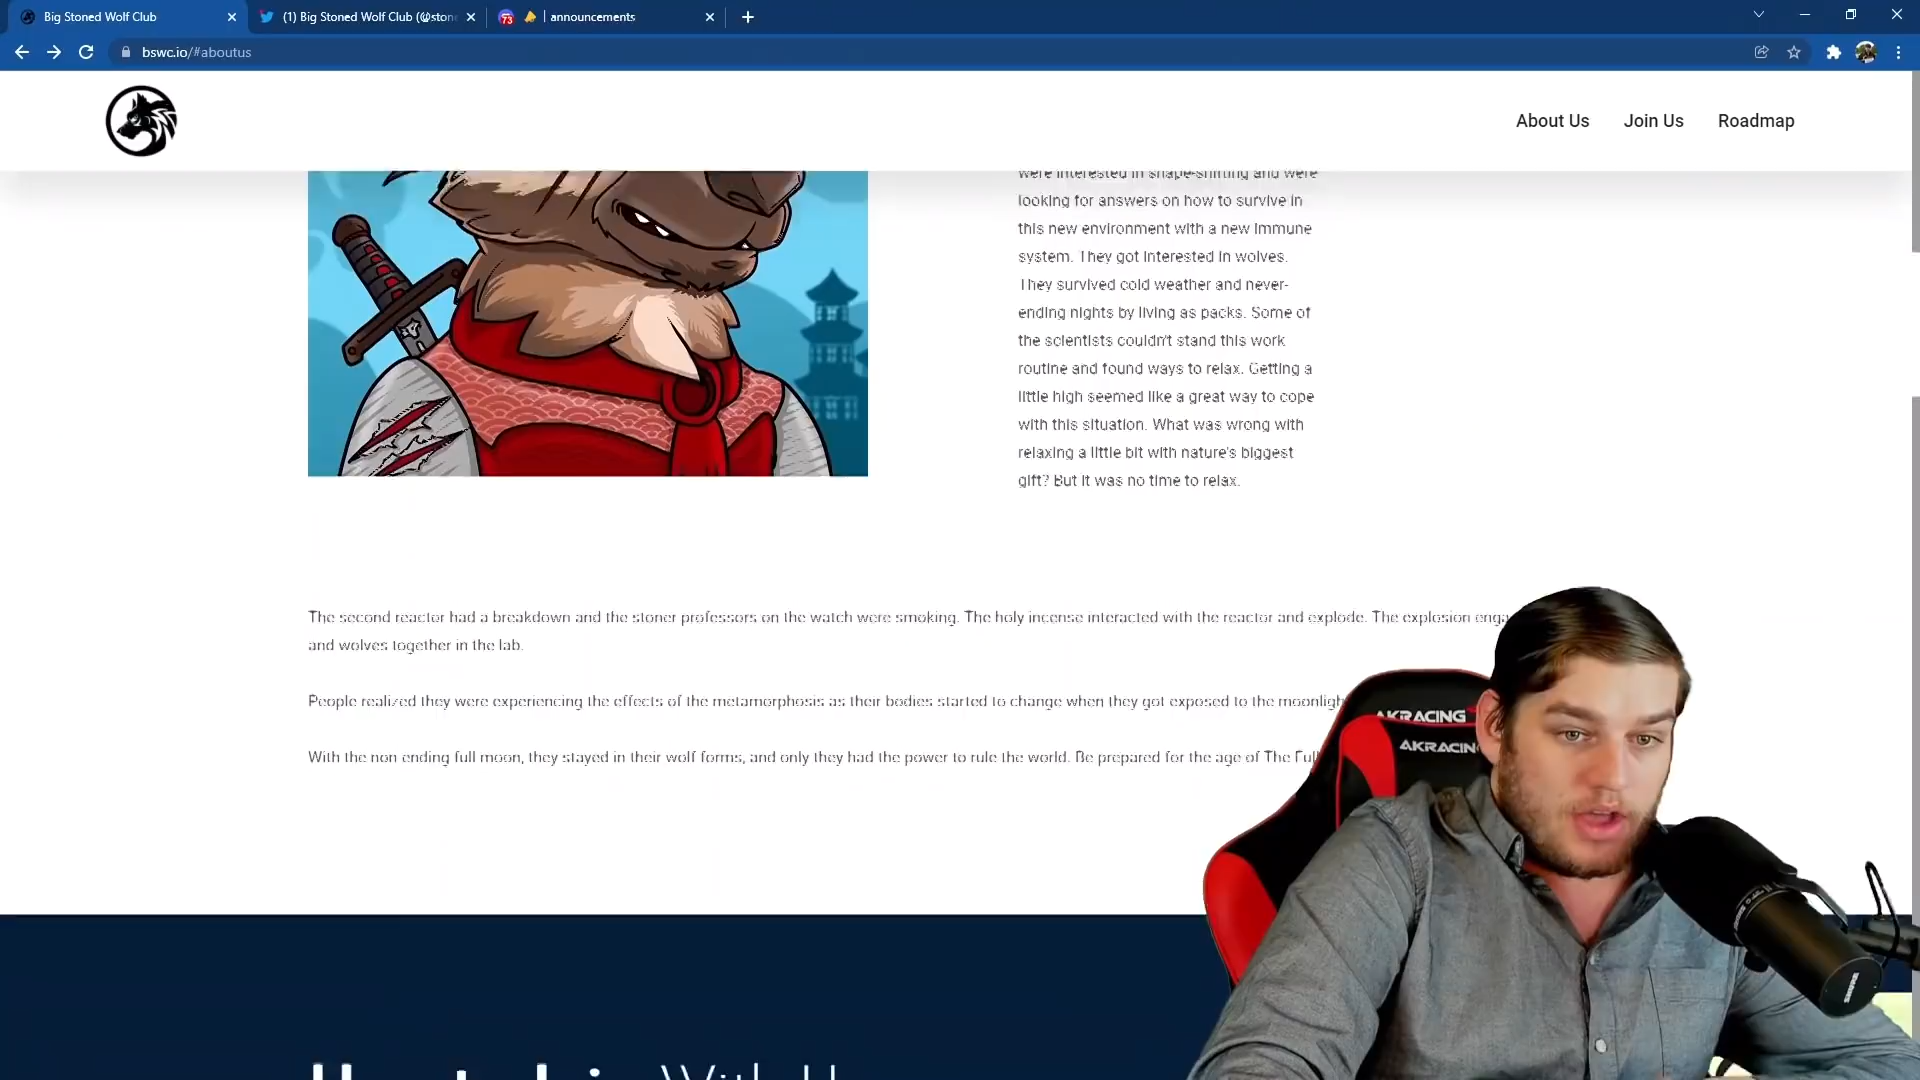 Big Stoned Wolf Club
(1) Big Stoned Wolf Club (@ston
73 | announcements
bswc.io/#aboutus
About Us Join Us Roadmap
were interested in shape-shifting and were
looking for answers on how to survive in
this new environment with a new immune
system. They got interested in wolves.
They survived cold weather and never-
ending nights by living as packs. Some of
the scientists couldn't stand this work
routine and found ways to relax. Getting a
little high seemed like a great way to cope
with this situation. What was wrong with
relaxing a little bit with nature's biggest
gift? But it was no time to relax.
The second reactor had a breakdown and the stoner professors on the watch were smoking. The holy incense interacted with the reactor and explode. The explosion enga
and wolves together in the lab.
People realized they were experiencing the effects of the metamorphosis as their bodies started to change when they got exposed to the moonligh
With the non ending full moon, they stayed in their wolf forms, and only they had the power to rule the world. Be prepared for the age of The Full
AKRACING
AKRACING